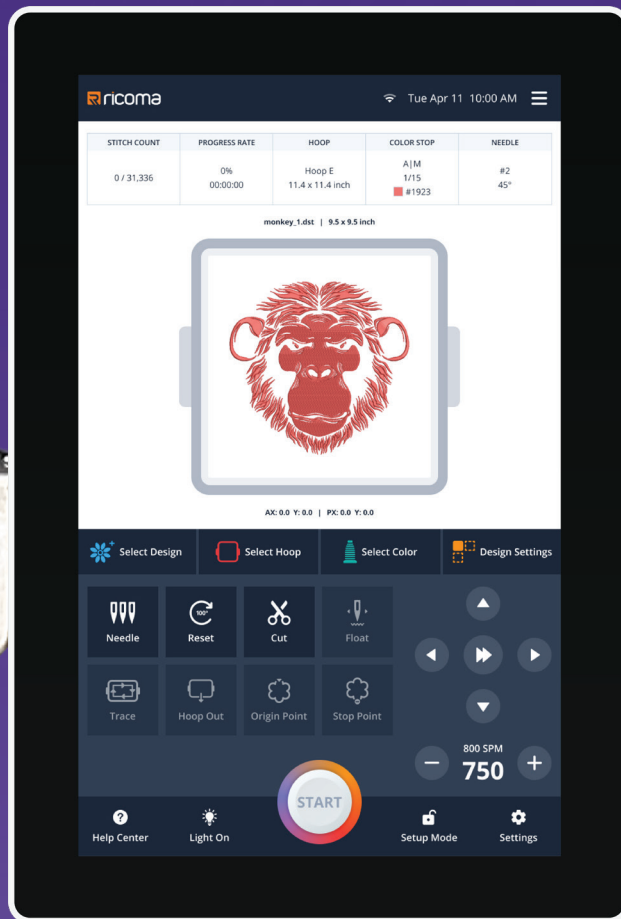 ricoma
Tue Apr 11 10:00 AM
STITCH COUNT PROGRESS RATE HOOP COLOR STOP NEEDLE
0 / 31,336
0%
00:00:00
Hoop E
11.4 x 11.4 inch
A|M
1/15
#1923
#2
45°
monkey_1.dst | 9.5 x 9.5 inch
AX: 0.0 Y: 0.0 | PX: 0.0 Y: 0.0
Select Design Select Hoop Select Color Design Settings
100°
Needle Reset Cut Float
Trace Hoop Out Origin Point Stop Point
800 SPM
750
START
Help Center Light On Setup Mode Settings